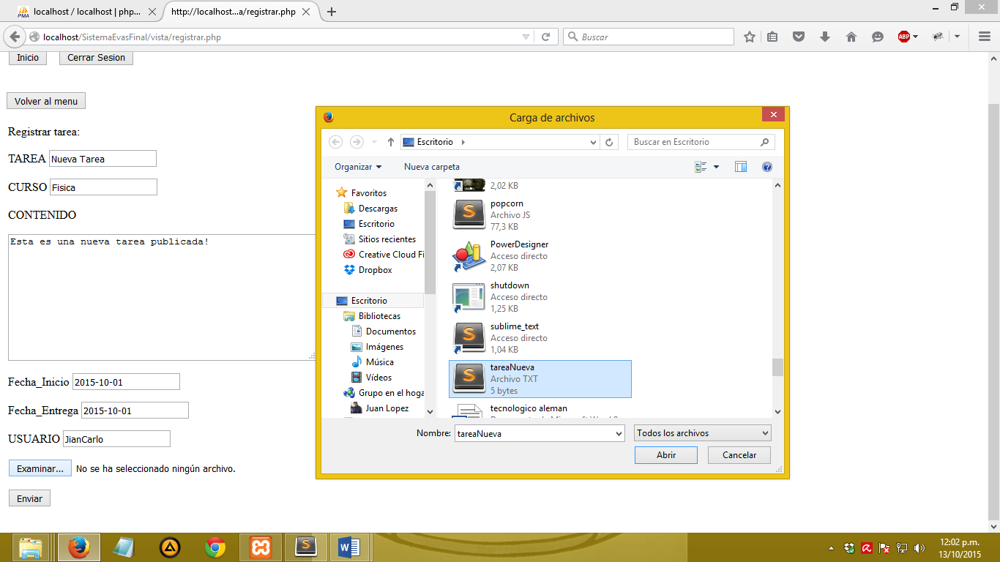 localhost / localhost | php...
http://localhost...a/registrar.php
localhost/SistemaEvasFinal/vista/registrar.php
Buscar
ABP
Inicio
Cerrar Sesion
Volver al menu
Registrar tarea:
TAREA Nueva Tarea
CURSO Fisica
CONTENIDO
Esta es una nueva tarea publicada!
Fecha_Inicio 2015-10-01
Fecha_Entrega 2015-10-01
USUARIO JianCarlo
Examinar... No se ha seleccionado ningún archivo.
Enviar
Carga de archivos
Escritorio
Buscar en Escritorio
Organizar
Nueva carpeta
Favoritos
Descargas
Escritorio
Sitios recientes
Creative Cloud Fi
Dropbox
Escritorio
Bibliotecas
Documentos
Imágenes
Música
Vídeos
Grupo en el hoga
Juan Lopez
2,02 KB
popcorn
Archivo JS
77,3 KB
PowerDesigner
Acceso directo
2,07 KB
shutdown
Acceso directo
1,25 KB
sublime_text
Acceso directo
1,04 KB
tareaNueva
Archivo TXT
5 bytes
tecnologico aleman
Nombre: tareaNueva
Todos los archivos
Abrir
Cancelar
12:02 p.m.
13/10/2015